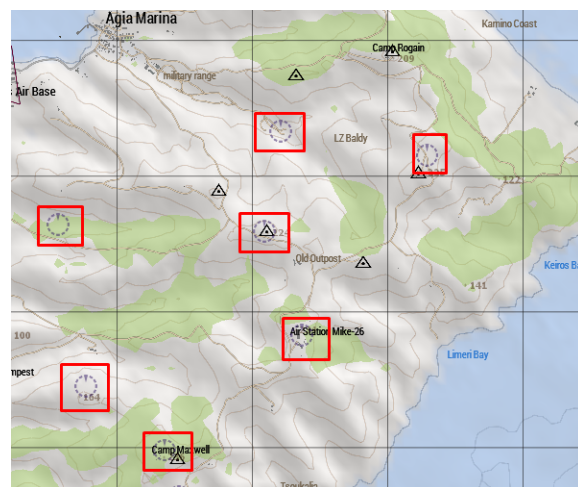 Agia Marina
Kamino Coast
Camp Rogain
209
military range
Air Base
LZ Baldy
122
Old Outpost
Keiros B
141
100
Air Station Mike-26
Limeri Bay
mpest
Camp Maxwell
Tsoukalia